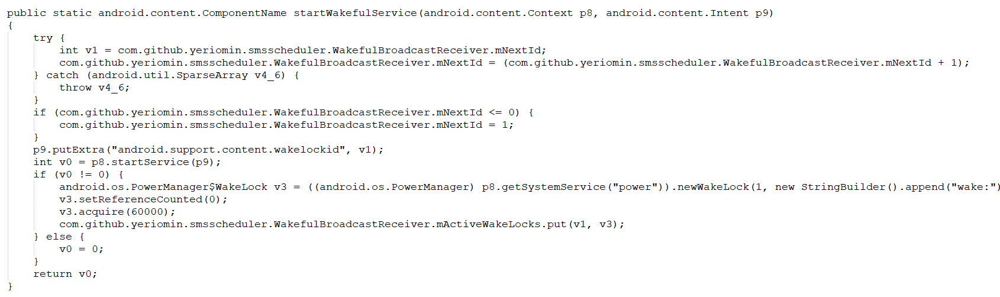 public static android.content.ComponentName startWakefulService(android.content.Context p8, android.content.Intent p9)
{
    try {
        int v1 = com.github.yeriomin.smsscheduler.WakefulBroadcastReceiver.mNextId;
        com.github.yeriomin.smsscheduler.WakefulBroadcastReceiver.mNextId = (com.github.yeriomin.smsscheduler.WakefulBroadcastReceiver.mNextId + 1);
    } catch (android.util.SparseArray v4_6) {
        throw v4_6;
    }
    if (com.github.yeriomin.smsscheduler.WakefulBroadcastReceiver.mNextId <= 0) {
        com.github.yeriomin.smsscheduler.WakefulBroadcastReceiver.mNextId = 1;
    }
    p9.putExtra("android.support.content.wakelockid", v1);
    int v0 = p8.startService(p9);
    if (v0 != 0) {
        android.os.PowerManager$WakeLock v3 = ((android.os.PowerManager) p8.getSystemService("power")).newWakeLock(1, new StringBuilder().append("wake:")
        v3.setReferenceCounted(0);
        v3.acquire(60000);
        com.github.yeriomin.smsscheduler.WakefulBroadcastReceiver.mActiveWakeLocks.put(v1, v3);
    } else {
        v0 = 0;
    }
    return v0;
}